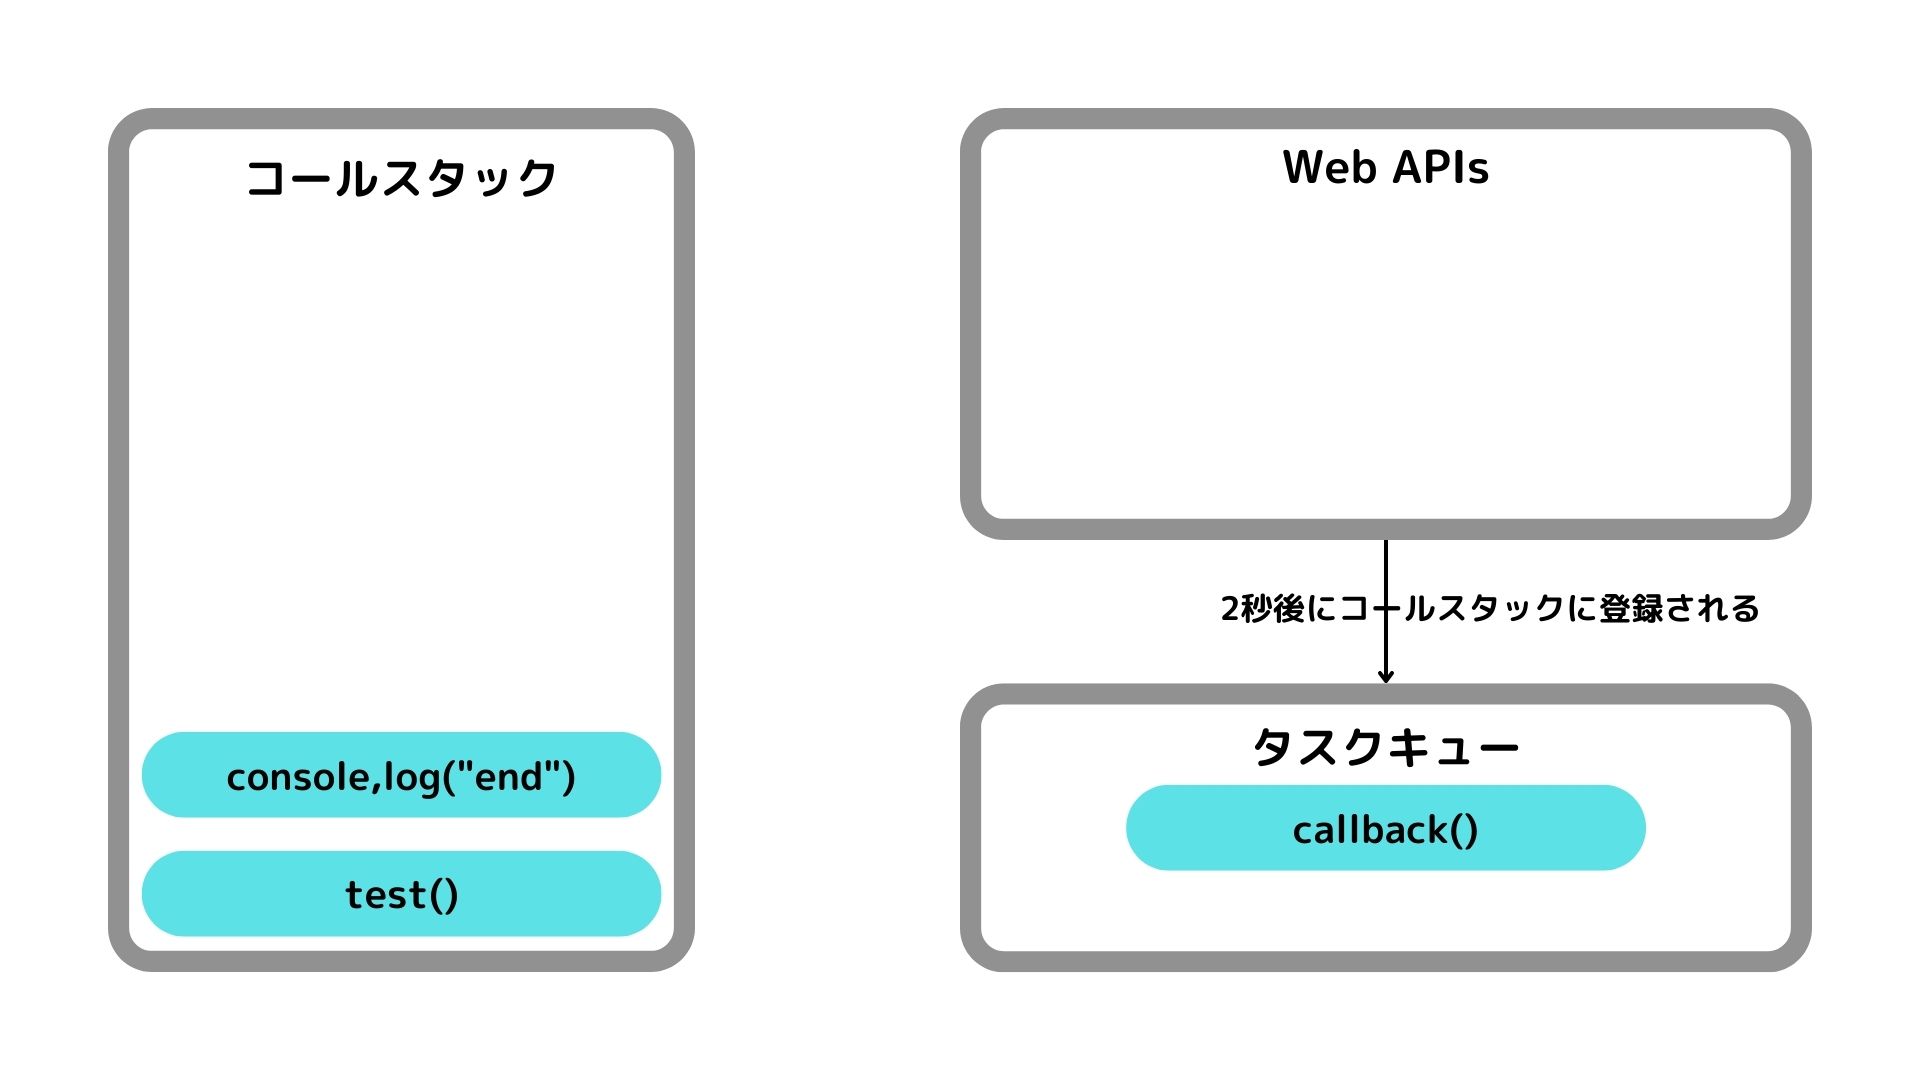 コールスタック
console,log("end")
test()
Web APIs
2秒後にコールスタックに登録される
タスクキュー
callback()